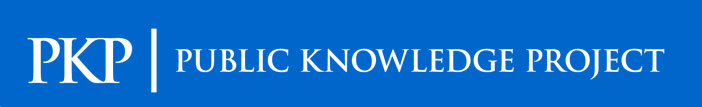 PKP | PUBLIC KNOWLEDGE PROJECT